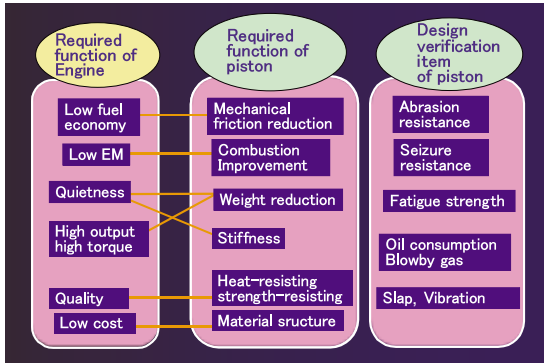 Required
function of
Engine
Low fuel
economy
Low EM
Quietness
High output
high torque
Quality
Low cost
Required
function of
piston
Mechanical
friction reduction
Combustion
Improvement
Weight reduction
Stiffness
Heat-resisting
strength-resisting
Material sructure
Design
verification
item
of piston
Abrasion
resistance
Seizure
resistance
Fatigue strength
Oil consumption
Blowby gas
Slap, Vibration